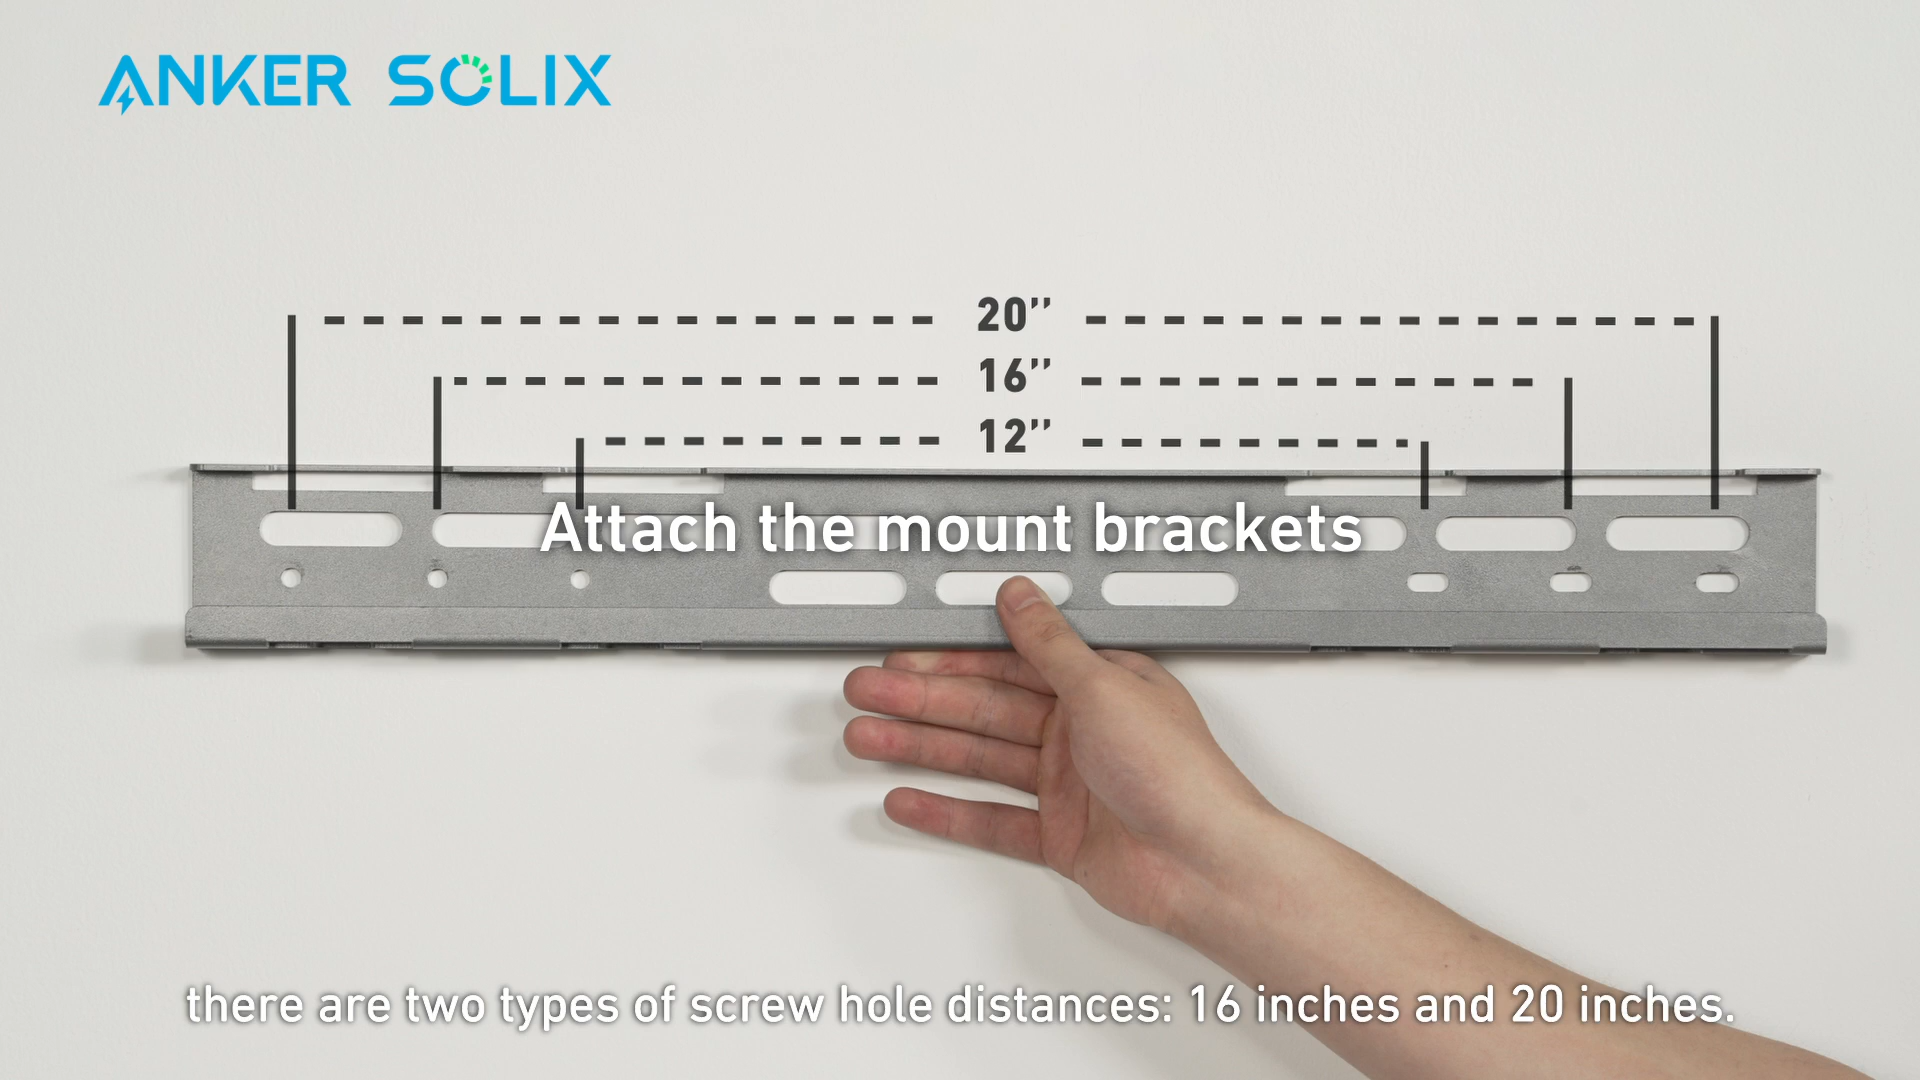 ANKER SOLIX
20’’
16’’
12’’
Attach the mount brackets
there are two types of screw hole distances: 16 inches and 20 inches.